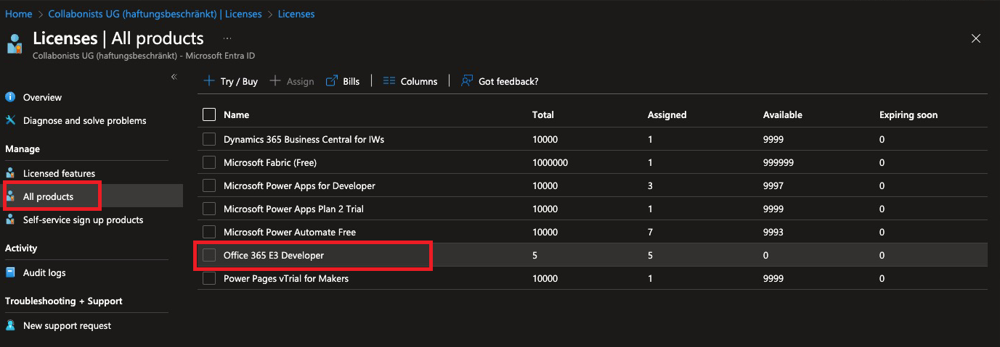 Home > Collabonists UG (haftungsbeschränkt) | Licenses > Licenses
Licenses | All products ...
Collabonists UG (haftungsbeschränkt) - Microsoft Entra ID
«
Overview
Diagnose and solve problems
Manage
Licensed features
All products
Self-service sign up products
Activity
Audit logs
Troubleshooting + Support
New support request
Try / Buy Assign Bills Columns Got feedback?
Name Total Assigned Available Expiring soon
Dynamics 365 Business Central for IWs 10000 1 9999 0
Microsoft Fabric (Free) 1000000 1 999999 0
Microsoft Power Apps for Developer 10000 3 9997 0
Microsoft Power Apps Plan 2 Trial 10000 1 9999 0
Microsoft Power Automate Free 10000 7 9993 0
Office 365 E3 Developer 5 5 0 0
Power Pages vTrial for Makers 10000 1 9999 0